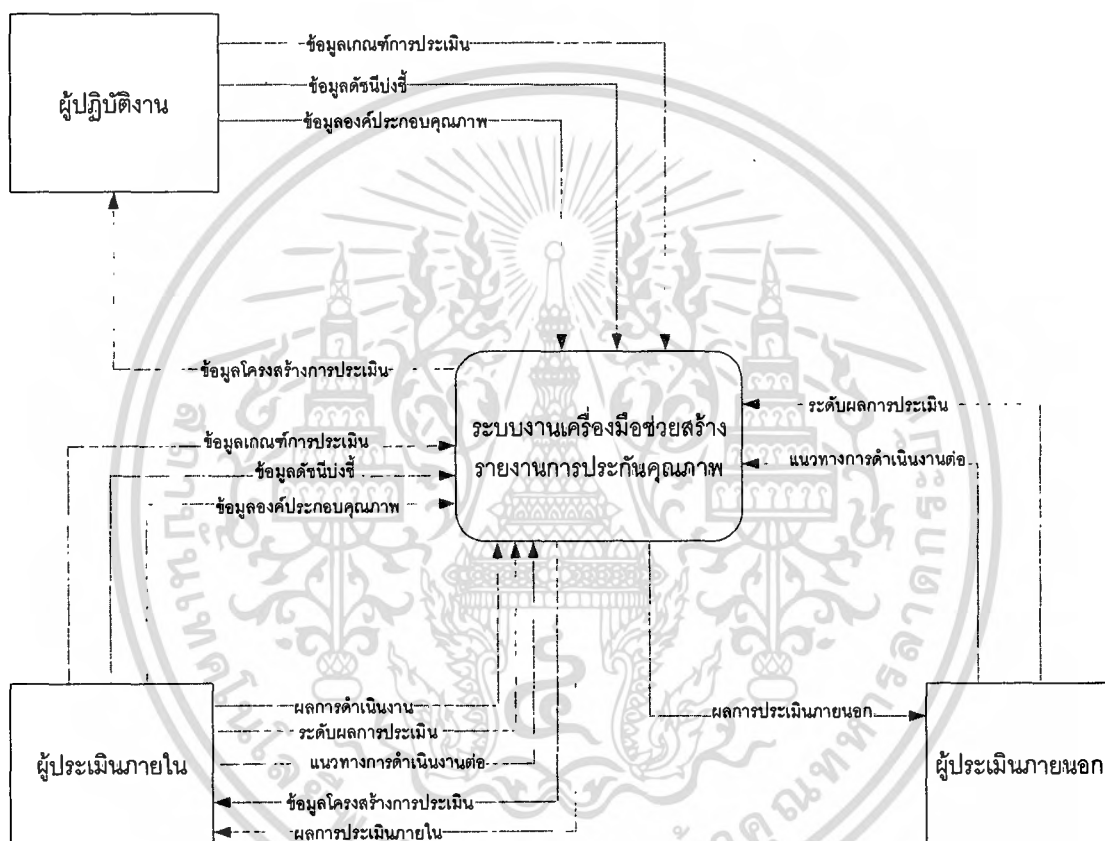 ข้อมูลเกณฑ์การประเมิน
ข้อมูลดัชนีบ่งชี้
ผู้ปฏิบัติงาน
ข้อมูลองค์ประกอบคุณภาพ
ข้อมูลโครงสร้างการประเมิน
ระดับผลการประเมิน
ระบบงานเครื่องมือช่วยสร้าง
รายงานการประกันคุณภาพ
ข้อมูลเกณฑ์การประเมิน
แนวทางการดำเนินงานต่อ
ข้อมูลดัชนีบ่งชี้
ข้อมูลองค์ประกอบคุณภาพ
ผลการดำเนินงาน
ผลการประเมินภายนอก
ระดับผลการประเมิน
ผู้ประเมินภายใน
แนวทางการดำเนินงานต่อ
ผู้ประเมินภายนอก
ข้อมูลโครงสร้างการประเมิน
ผลการประเมินภายใน